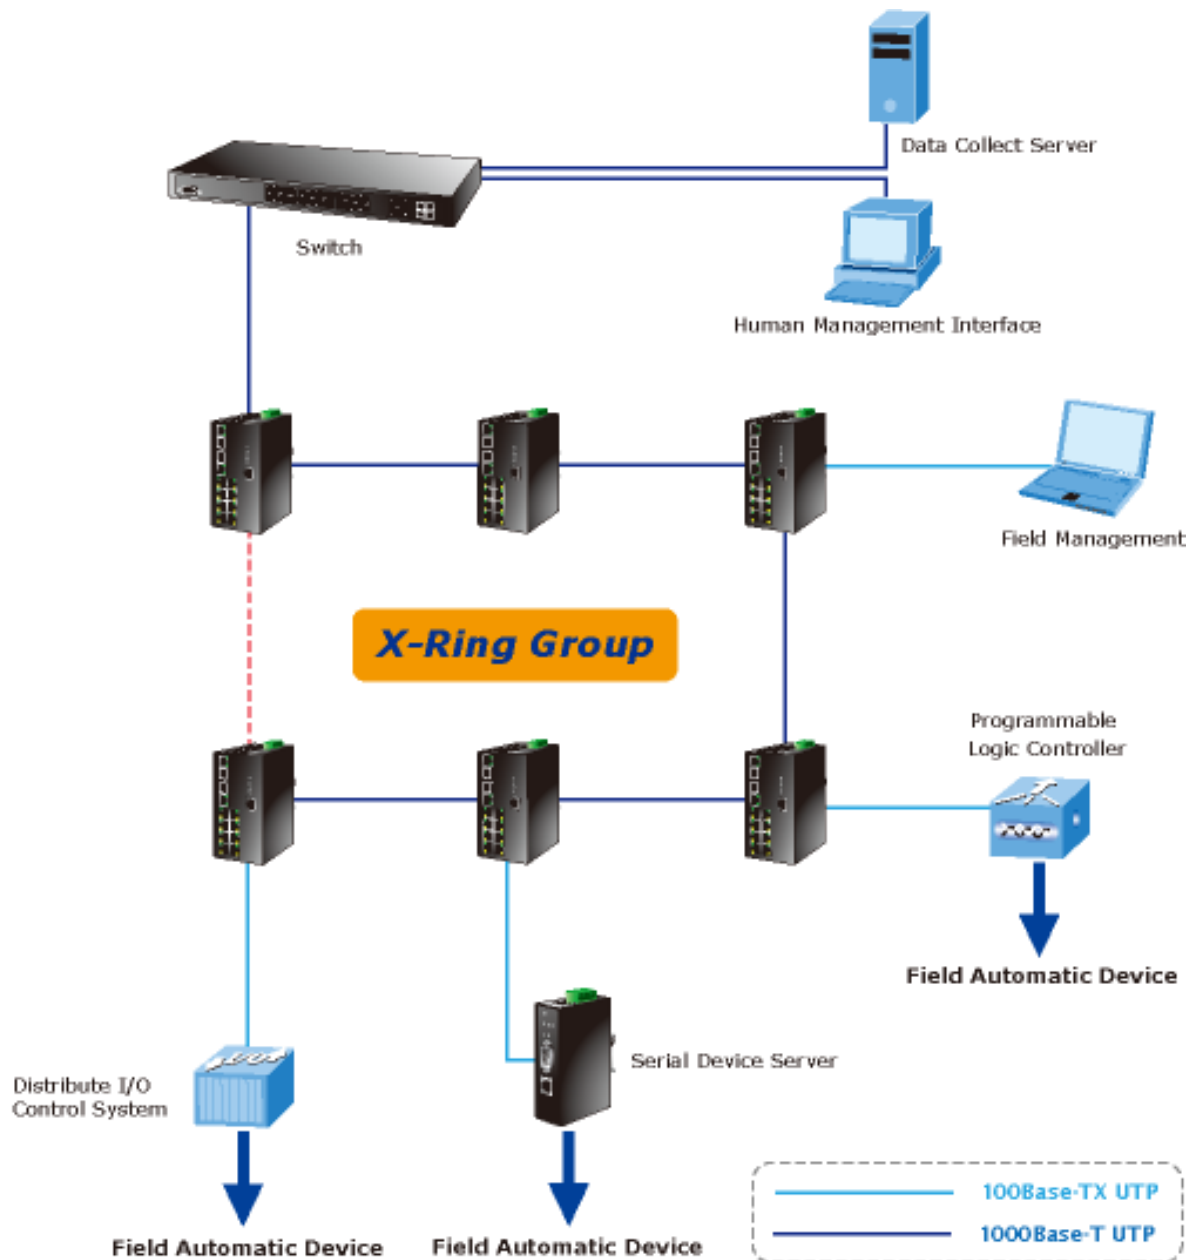 Data Collect Server
Switch
Human Management Interface
Field Management
X-Ring Group
Programmable
Logic Controller
Field Automatic Device
Serial Device Server
Distribute I/O
Control System
100Base-TX UTP
1000Base-T UTP
Field Automatic Device
Field Automatic Device